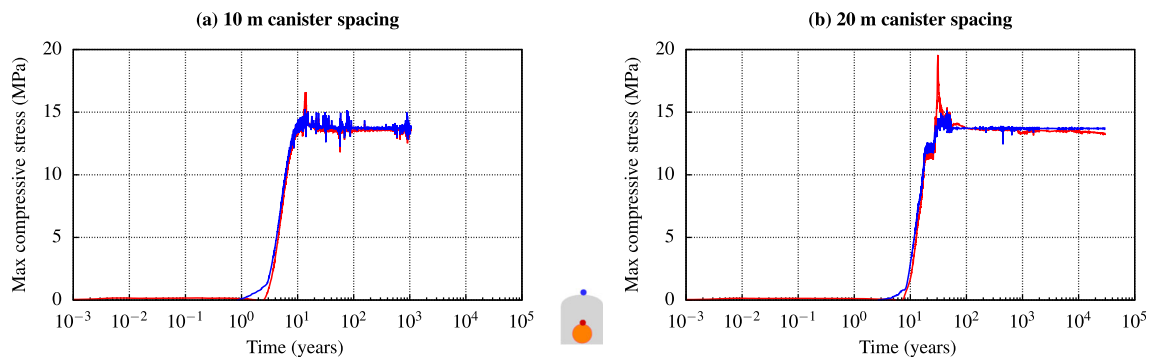 (a) 10 m canister spacing
Max compressive stress (MPa)
20
15
10
5
0
10⁻³ 10⁻² 10⁻¹ 10⁰ 10¹ 10² 10³ 10⁴ 10⁵
Time (years)
(b) 20 m canister spacing
Max compressive stress (MPa)
20
15
10
5
0
10⁻³ 10⁻² 10⁻¹ 10⁰ 10¹ 10² 10³ 10⁴ 10⁵
Time (years)